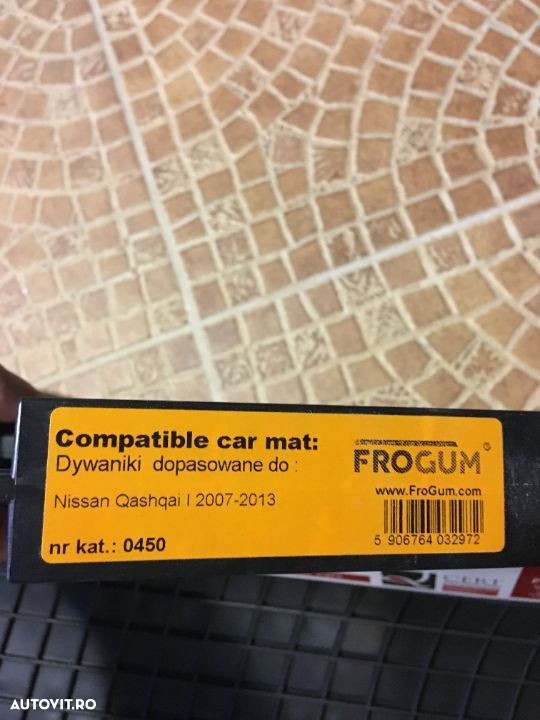 Compatible car mat:
Dywaniki dopasowane do :
Nissan Qashqai I 2007-2013
nr kat.: 0450
FROGUM
®
www.FroGum.com
5 906764 032972
CERT
AUTOVIT.RO